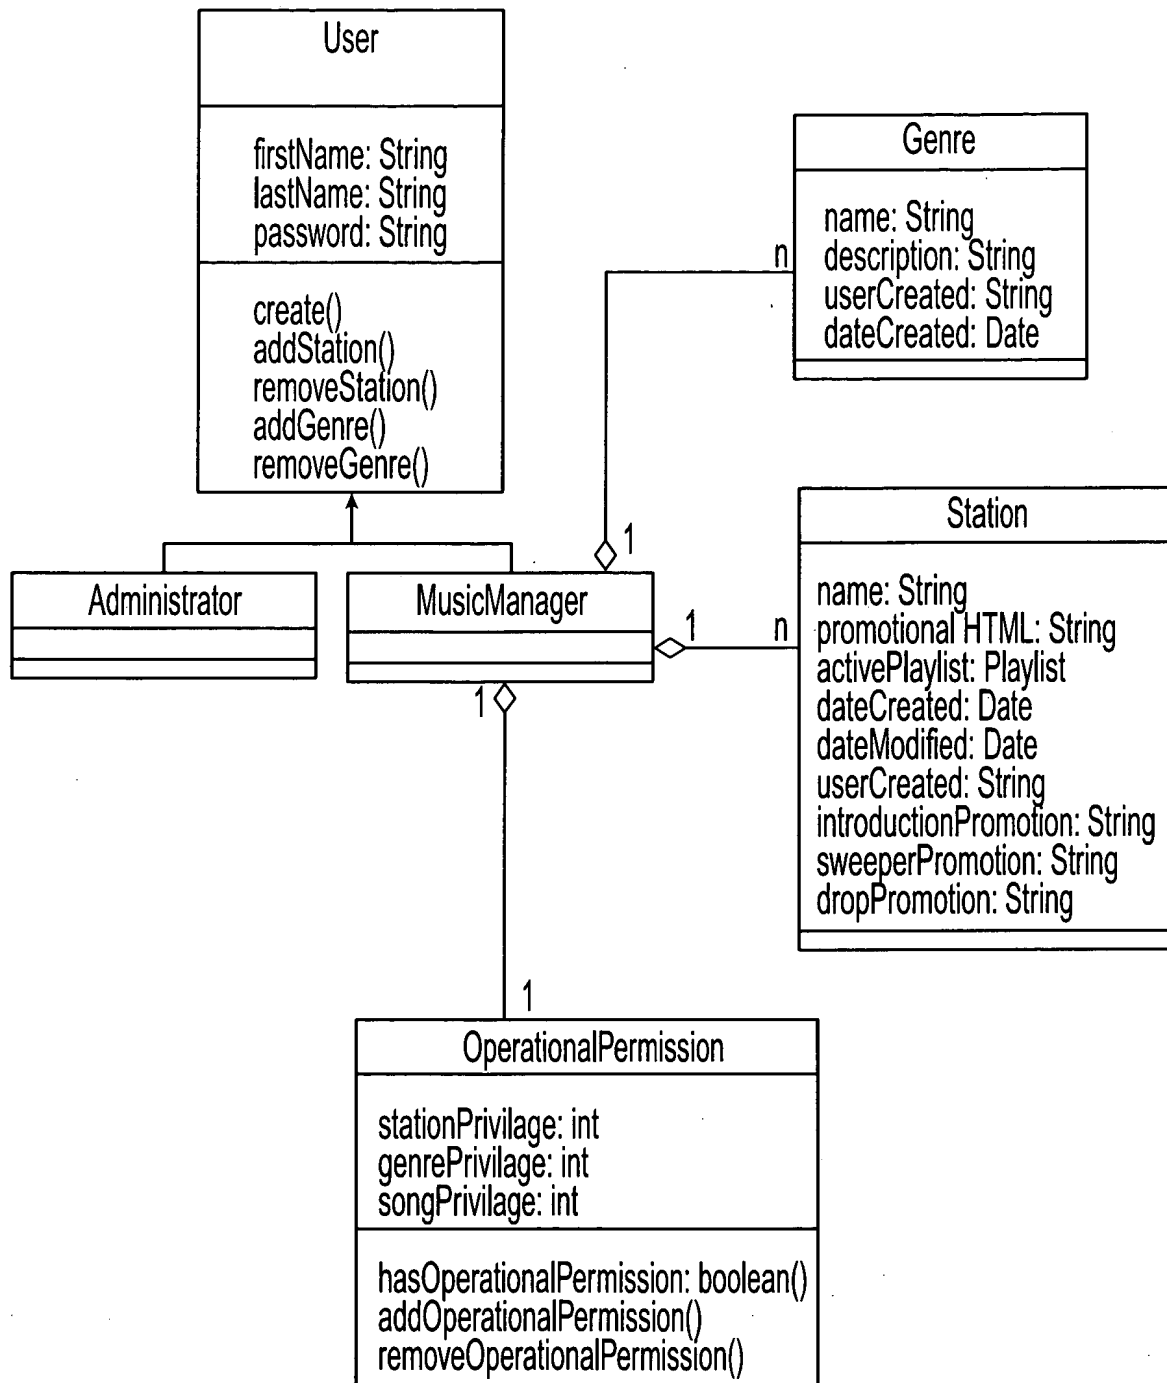 User
firstName: String
lastName: String
password: String
create()
addStation()
removeStation()
addGenre()
removeGenre()
Genre
name: String
description: String
userCreated: String
dateCreated: Date
n
1
Administrator
MusicManager
1
n
Station
name: String
promotional HTML: String
activePlaylist: Playlist
dateCreated: Date
dateModified: Date
userCreated: String
introductionPromotion: String
sweeperPromotion: String
dropPromotion: String
1
1
OperationalPermission
stationPrivilage: int
genrePrivilage: int
songPrivilage: int
hasOperationalPermission: boolean()
addOperationalPermission()
removeOperationalPermission()